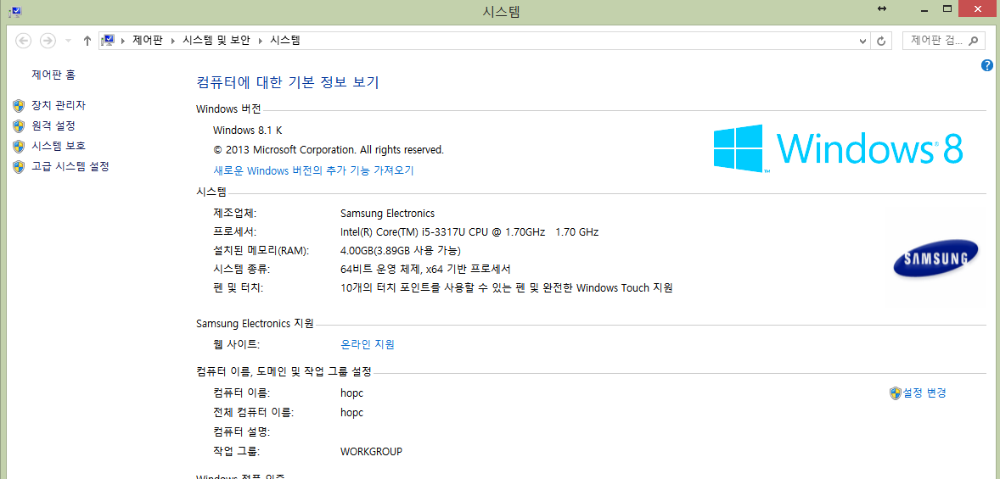 시스템
제어판 시스템 및 보안 시스템
제어판 검...
제어판 홈
장치 관리자
원격 설정
시스템 보호
고급 시스템 설정
컴퓨터에 대한 기본 정보 보기
Windows 버전
Windows 8.1 K
© 2013 Microsoft Corporation. All rights reserved.
새로운 Windows 버전의 추가 기능 가져오기
Windows® 8
시스템
제조업체: Samsung Electronics
프로세서: Intel(R) Core(TM) i5-3317U CPU @ 1.70GHz 1.70 GHz
설치된 메모리(RAM): 4.00GB(3.89GB 사용 가능)
시스템 종류: 64비트 운영 체제, x64 기반 프로세서
펜 및 터치: 10개의 터치 포인트를 사용할 수 있는 펜 및 완전한 Windows Touch 지원
SAMSUNG
Samsung Electronics 지원
웹 사이트: 온라인 지원
컴퓨터 이름, 도메인 및 작업 그룹 설정
컴퓨터 이름: hopc
설정 변경
전체 컴퓨터 이름: hopc
컴퓨터 설명:
작업 그룹: WORKGROUP
Windows 정품 인증